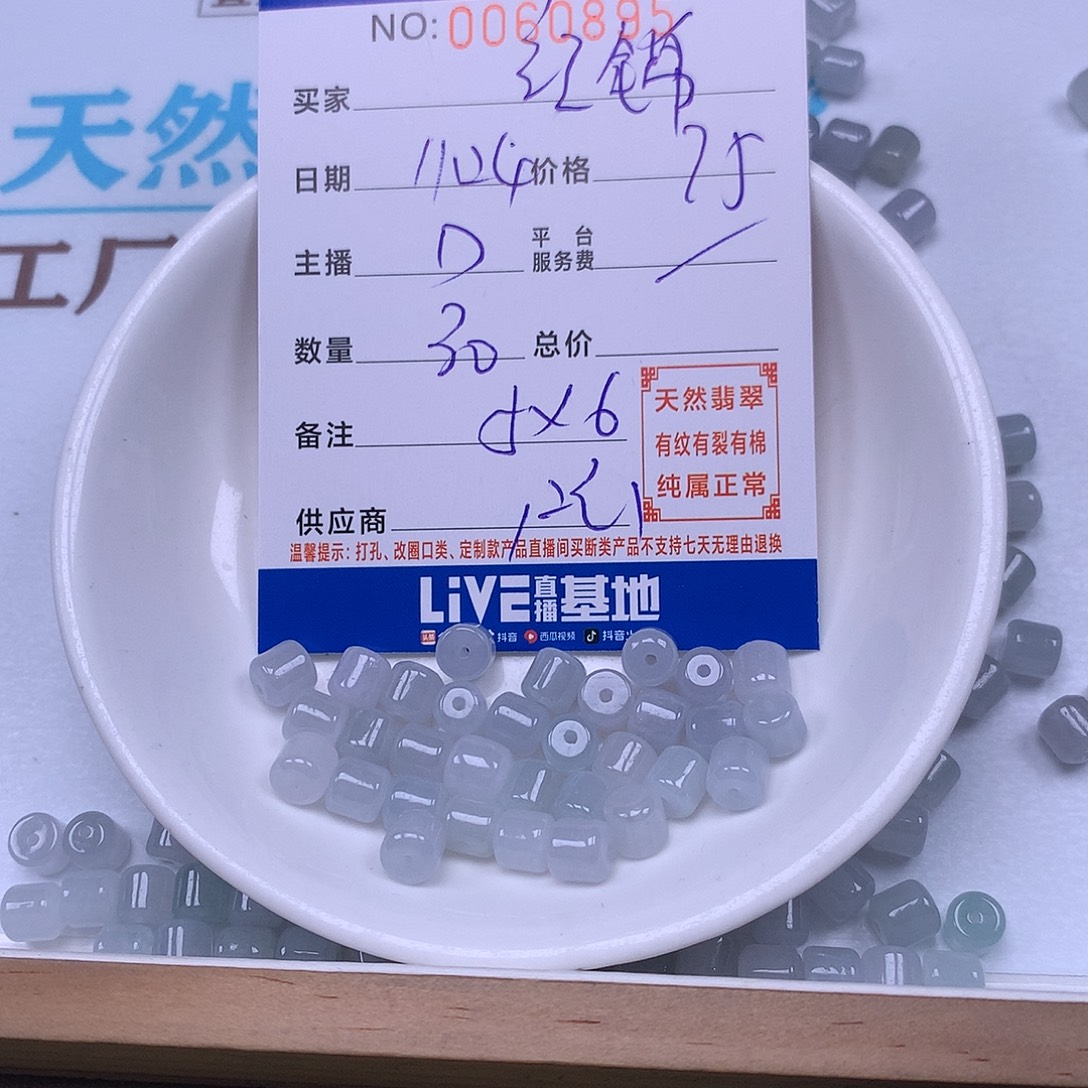 NO: 0060895
天然
工厂
买家 红锦
日期 1104 价格 75
主播 D 平台服务费 /
数量 30 总价
备注 5×6
天然翡翠
有纹有裂有棉
纯属正常
供应商
温馨提示：打孔、改圈口类、定制款产品直播间买断类产品不支持七天无理由退换
LiVE直播基地
头条 抖音 西瓜视频 抖音